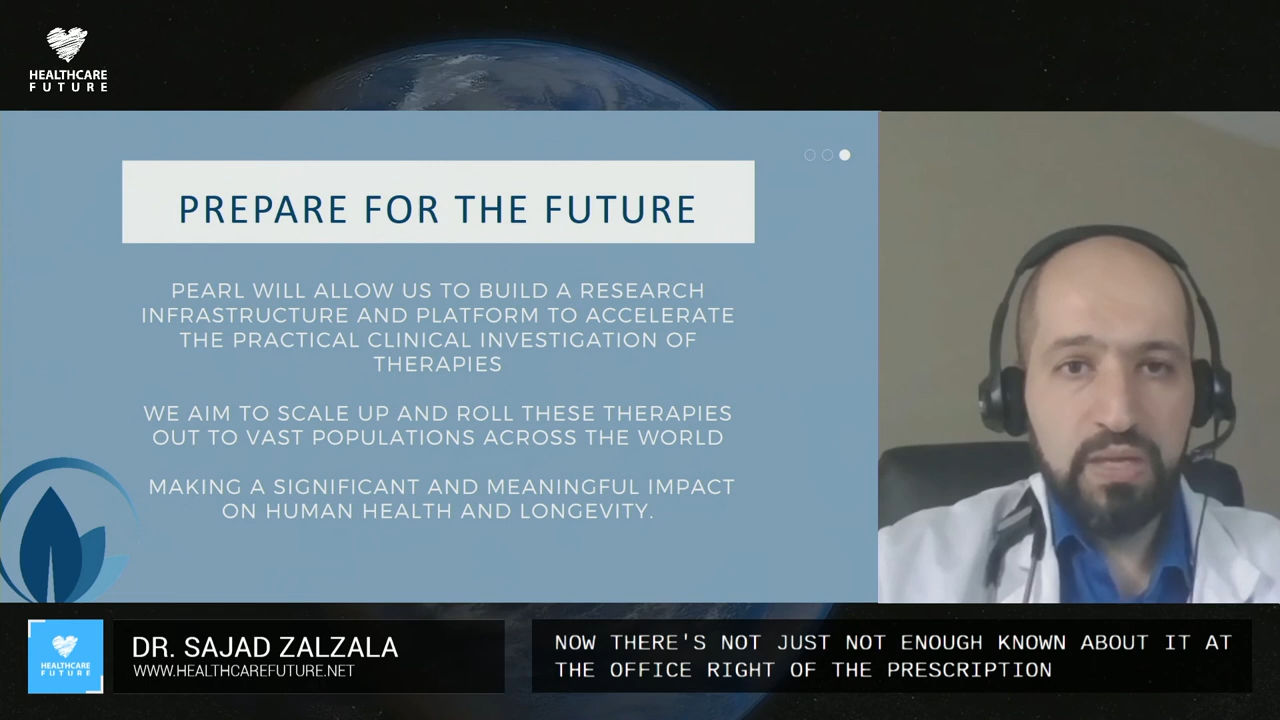 HEALTHCARE
FUTURE
PREPARE FOR THE FUTURE
PEARL WILL ALLOW US TO BUILD A RESEARCH
INFRASTRUCTURE AND PLATFORM TO ACCELERATE
THE PRACTICAL CLINICAL INVESTIGATION OF
THERAPIES
WE AIM TO SCALE UP AND ROLL THESE THERAPIES
OUT TO VAST POPULATIONS ACROSS THE WORLD
MAKING A SIGNIFICANT AND MEANINGFUL IMPACT
ON HUMAN HEALTH AND LONGEVITY.
HEALTHCARE
FUTURE
DR. SAJAD ZALZALA
WWW.HEALTHCAREFUTURE.NET
NOW THERE'S NOT JUST NOT ENOUGH KNOWN ABOUT IT AT
THE OFFICE RIGHT OF THE PRESCRIPTION